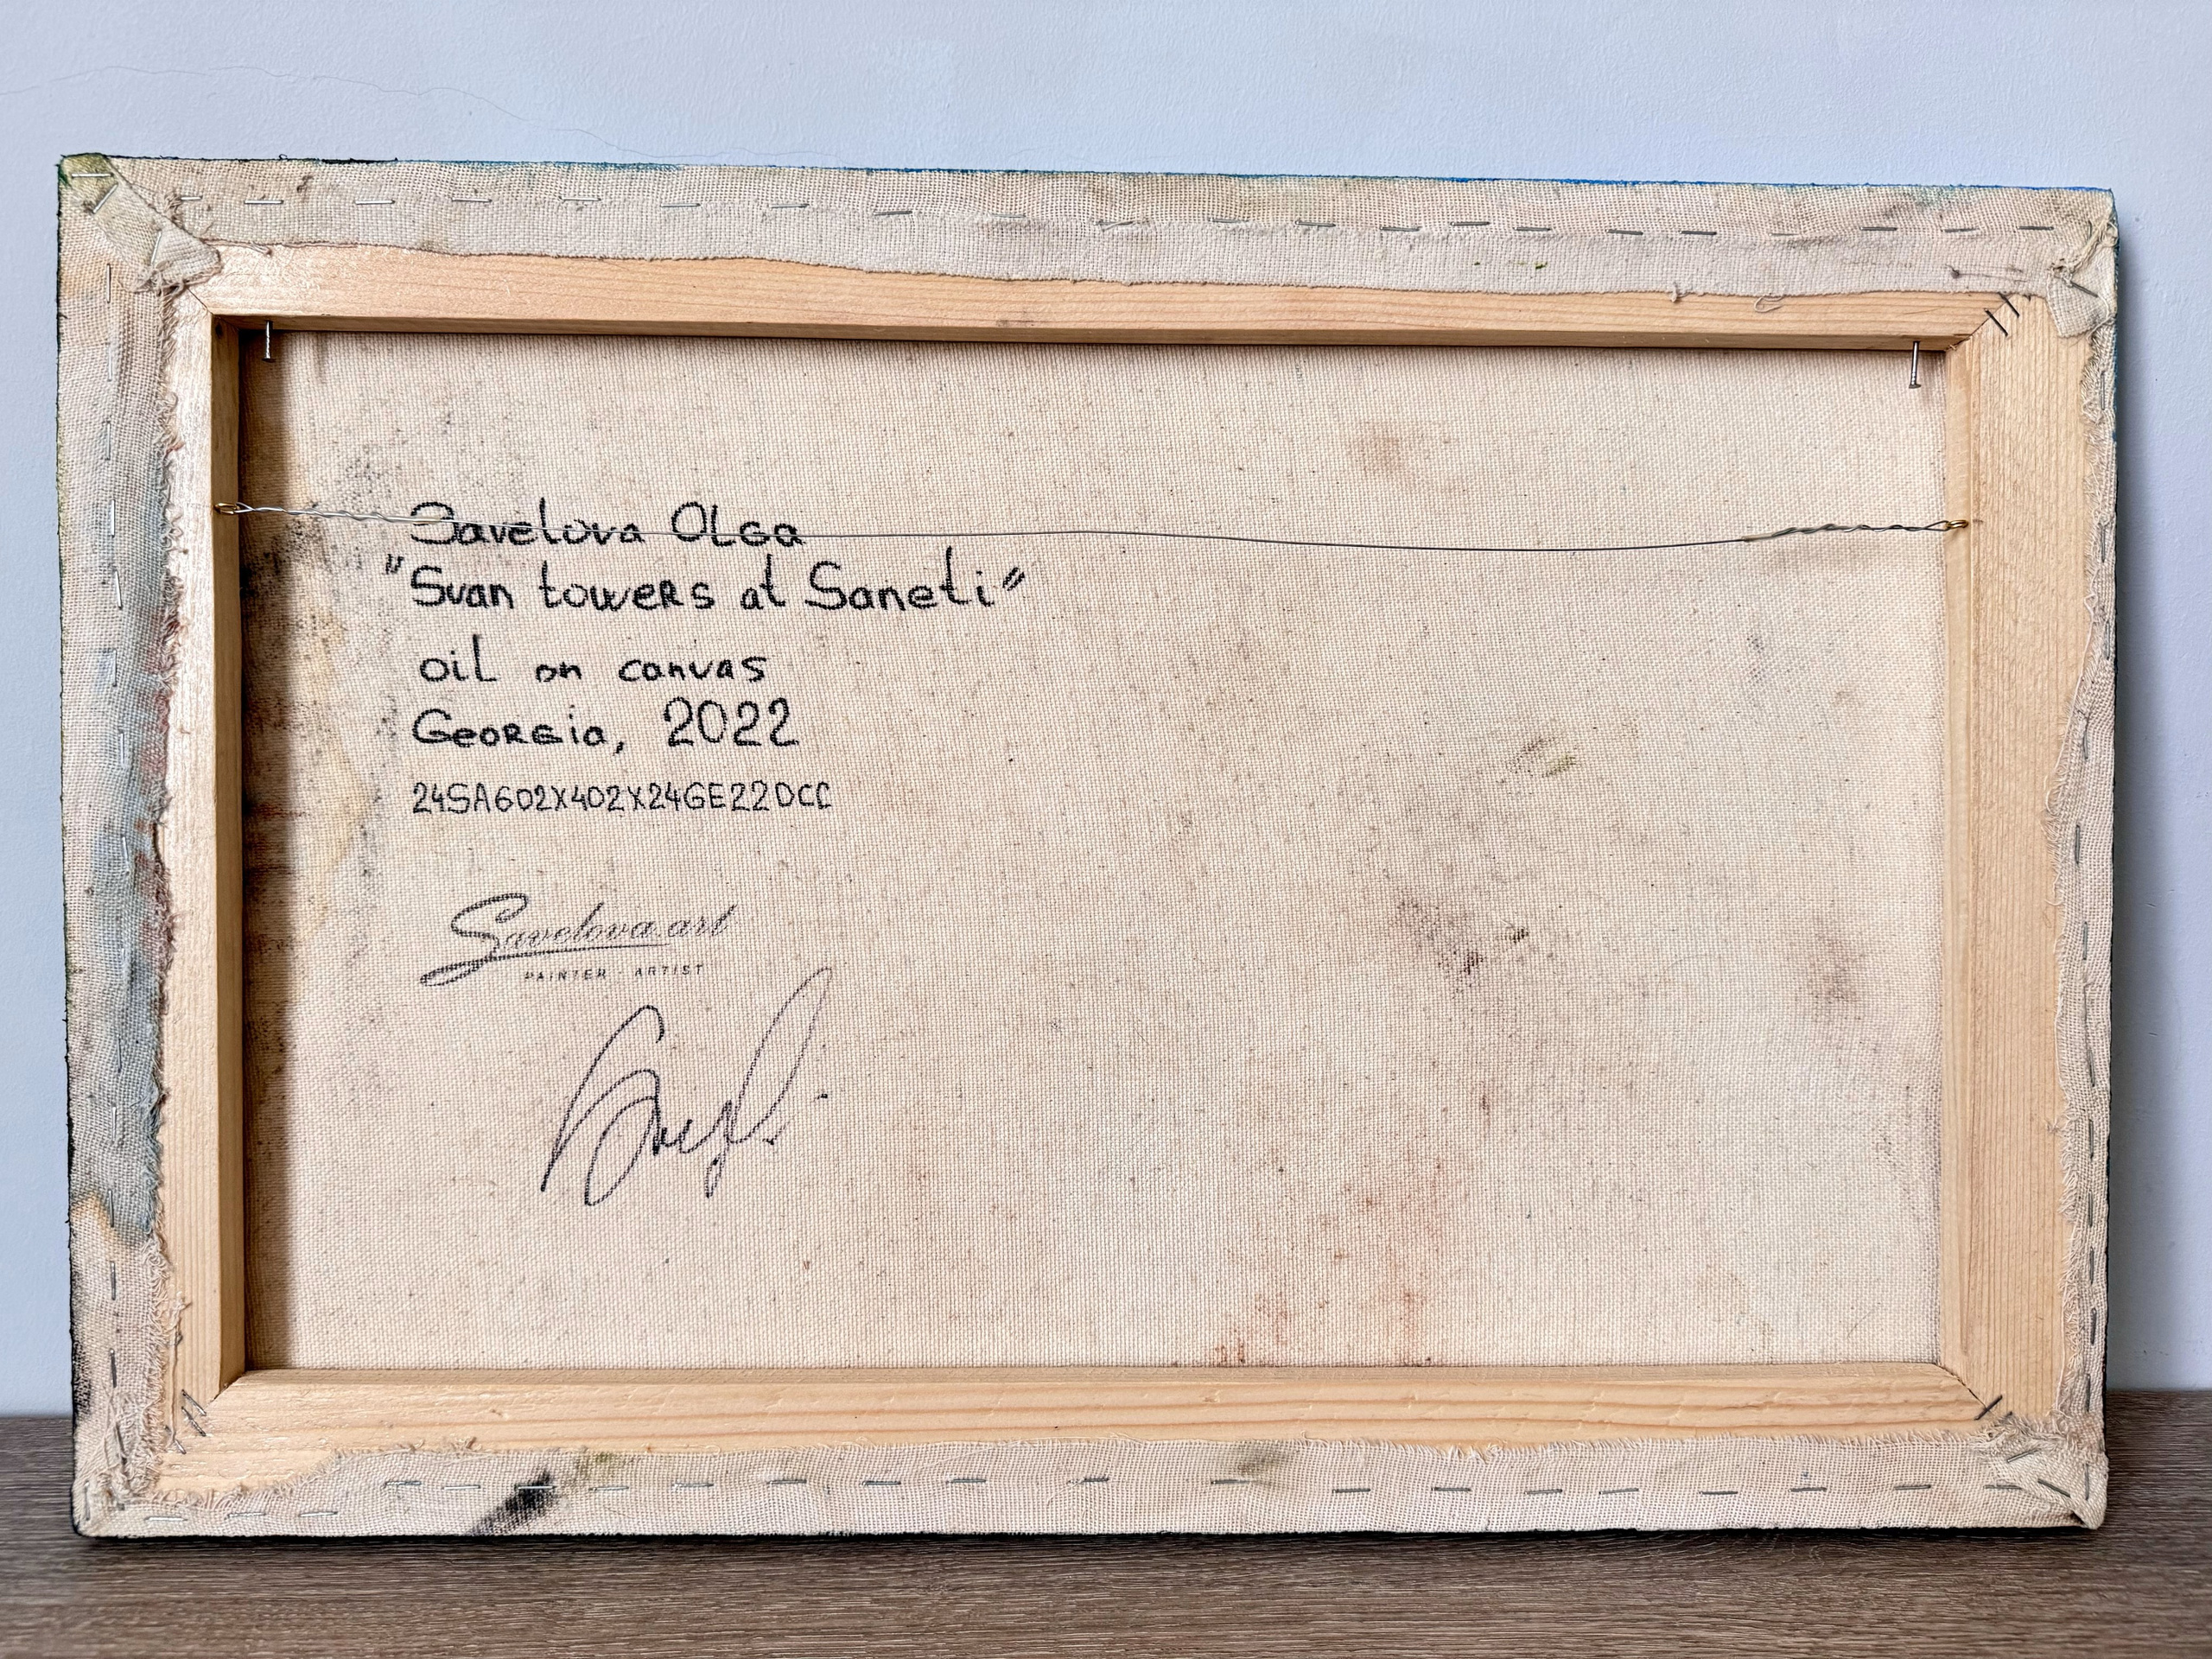 Savelova Olga
"Svan towers at Saneti"
oil on canvas
Georgia, 2022
24SA602X402X24GE22OCC
Savelova.art
PAINTER · ARTIST